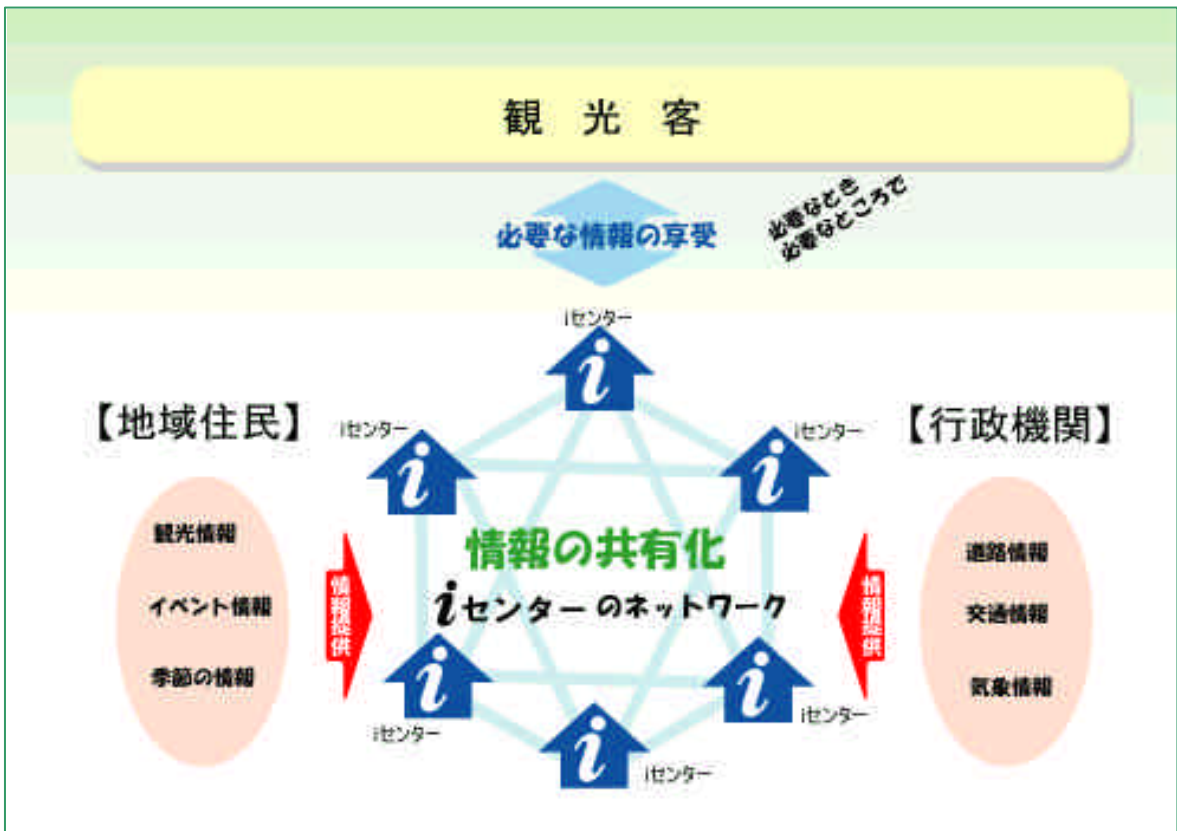 観光客
必要な情報の享受
必要なとき
必要なところで
iセンター
【地域住民】
iセンター
iセンター
【行政機関】
観光情報
イベント情報
季節の情報
情報提供
情報の共有化
iセンターのネットワーク
情報提供
道路情報
交通情報
気象情報
iセンター
iセンター
iセンター